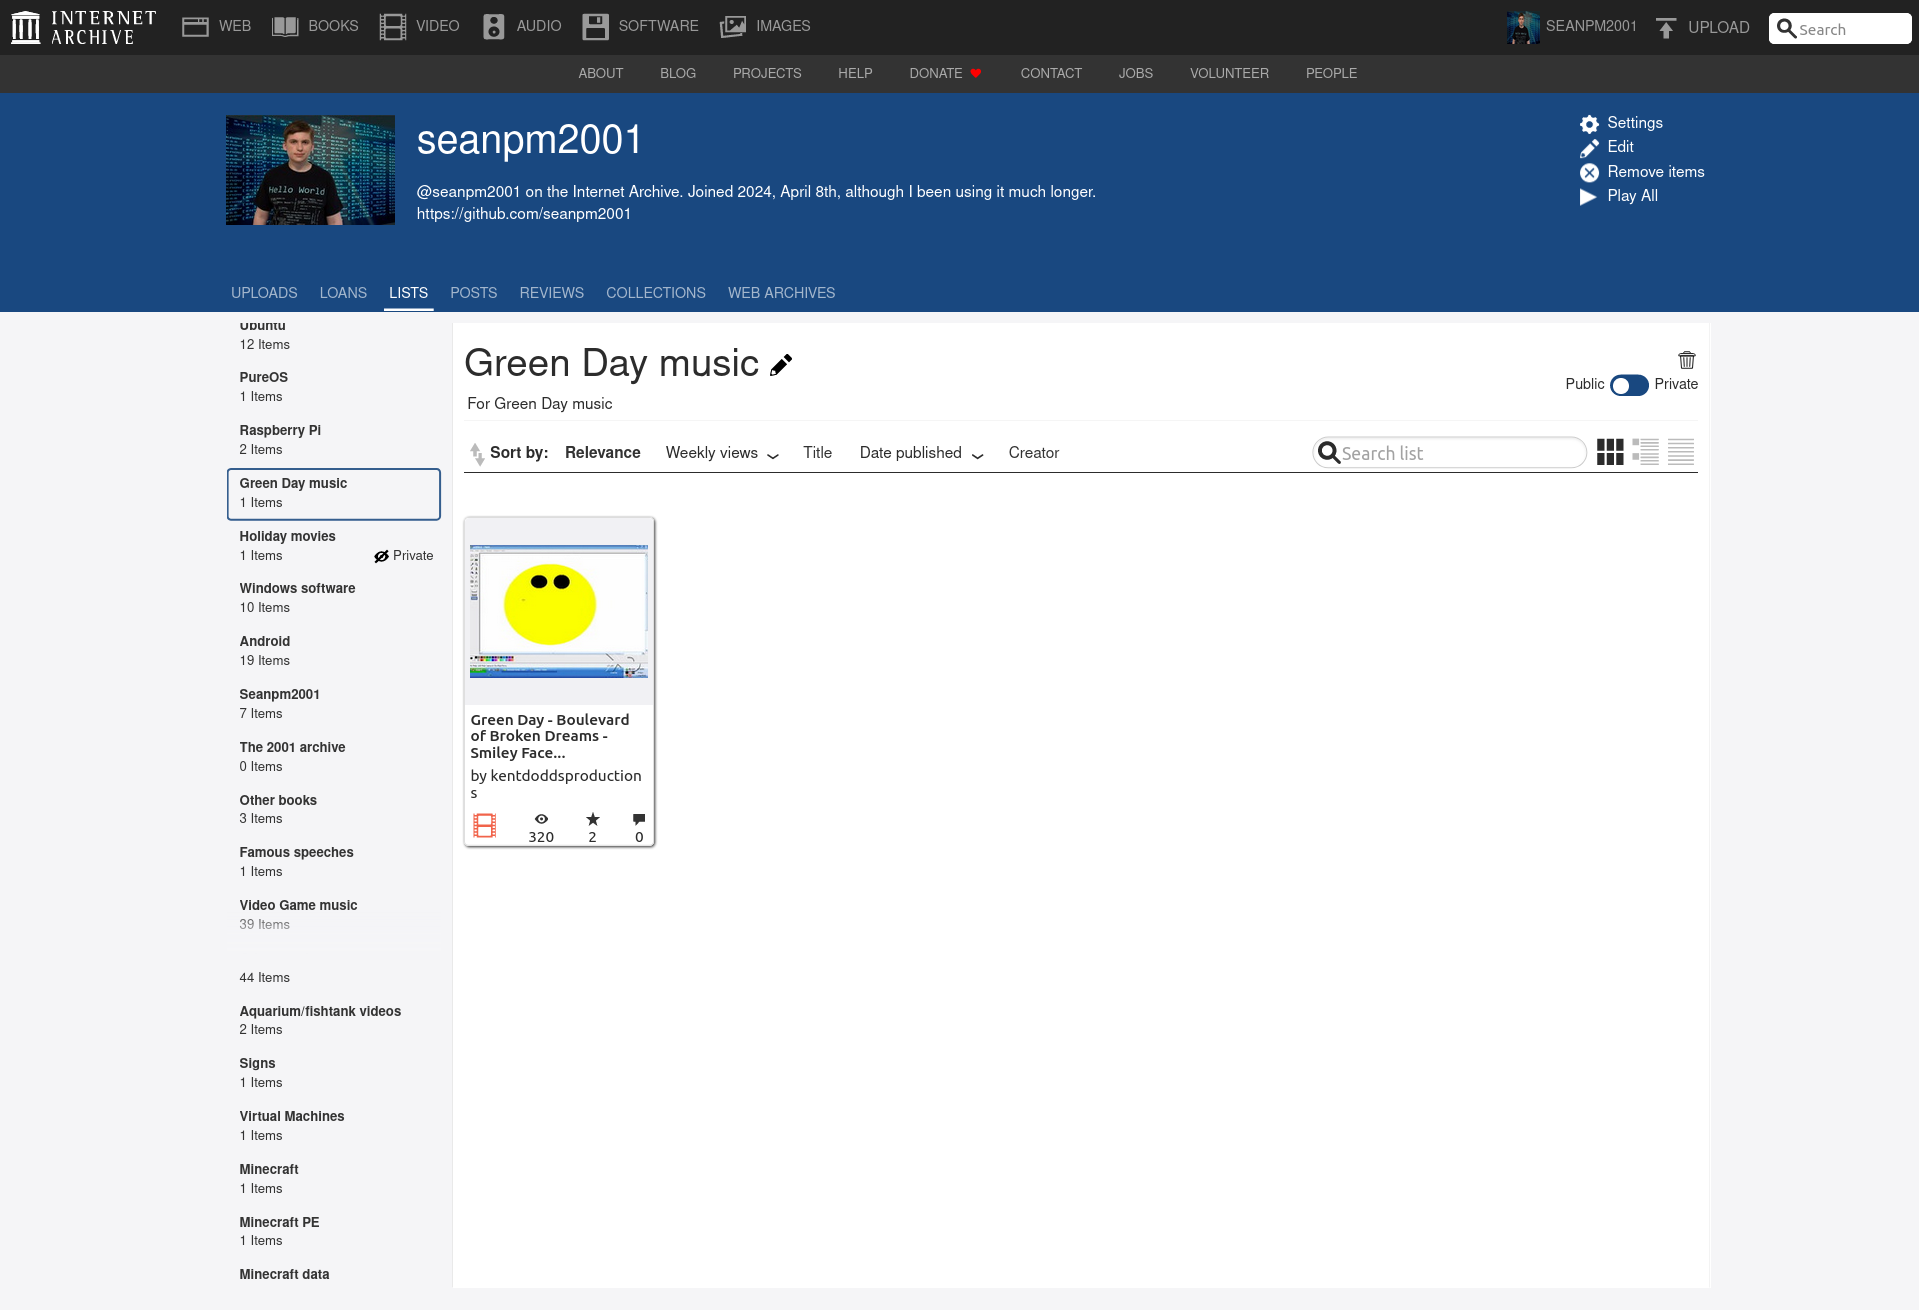 INTERNET ARCHIVE
WEB BOOKS VIDEO AUDIO SOFTWARE IMAGES
SEANPM2001 UPLOAD Search
ABOUT BLOG PROJECTS HELP DONATE CONTACT JOBS VOLUNTEER PEOPLE
Hello World
seanpm2001
@seanpm2001 on the Internet Archive. Joined 2024, April 8th, although I been using it much longer.
https://github.com/seanpm2001
Settings
Edit
Remove items
Play All
UPLOADS LOANS LISTS POSTS REVIEWS COLLECTIONS WEB ARCHIVES
Ubuntu
12 Items
PureOS
1 Items
Raspberry Pi
2 Items
Green Day music
1 Items
Holiday movies
1 Items Private
Windows software
10 Items
Android
19 Items
Seanpm2001
7 Items
The 2001 archive
0 Items
Other books
3 Items
Famous speeches
1 Items
Video Game music
39 Items
44 Items
Aquarium/fishtank videos
2 Items
Signs
1 Items
Virtual Machines
1 Items
Minecraft
1 Items
Minecraft PE
1 Items
Minecraft data
Green Day music
Public Private
For Green Day music
Sort by: Relevance Weekly views Title Date published Creator
Search list
Green Day - Boulevard
of Broken Dreams -
Smiley Face...
by kentdoddsproduction
s
320 2 0